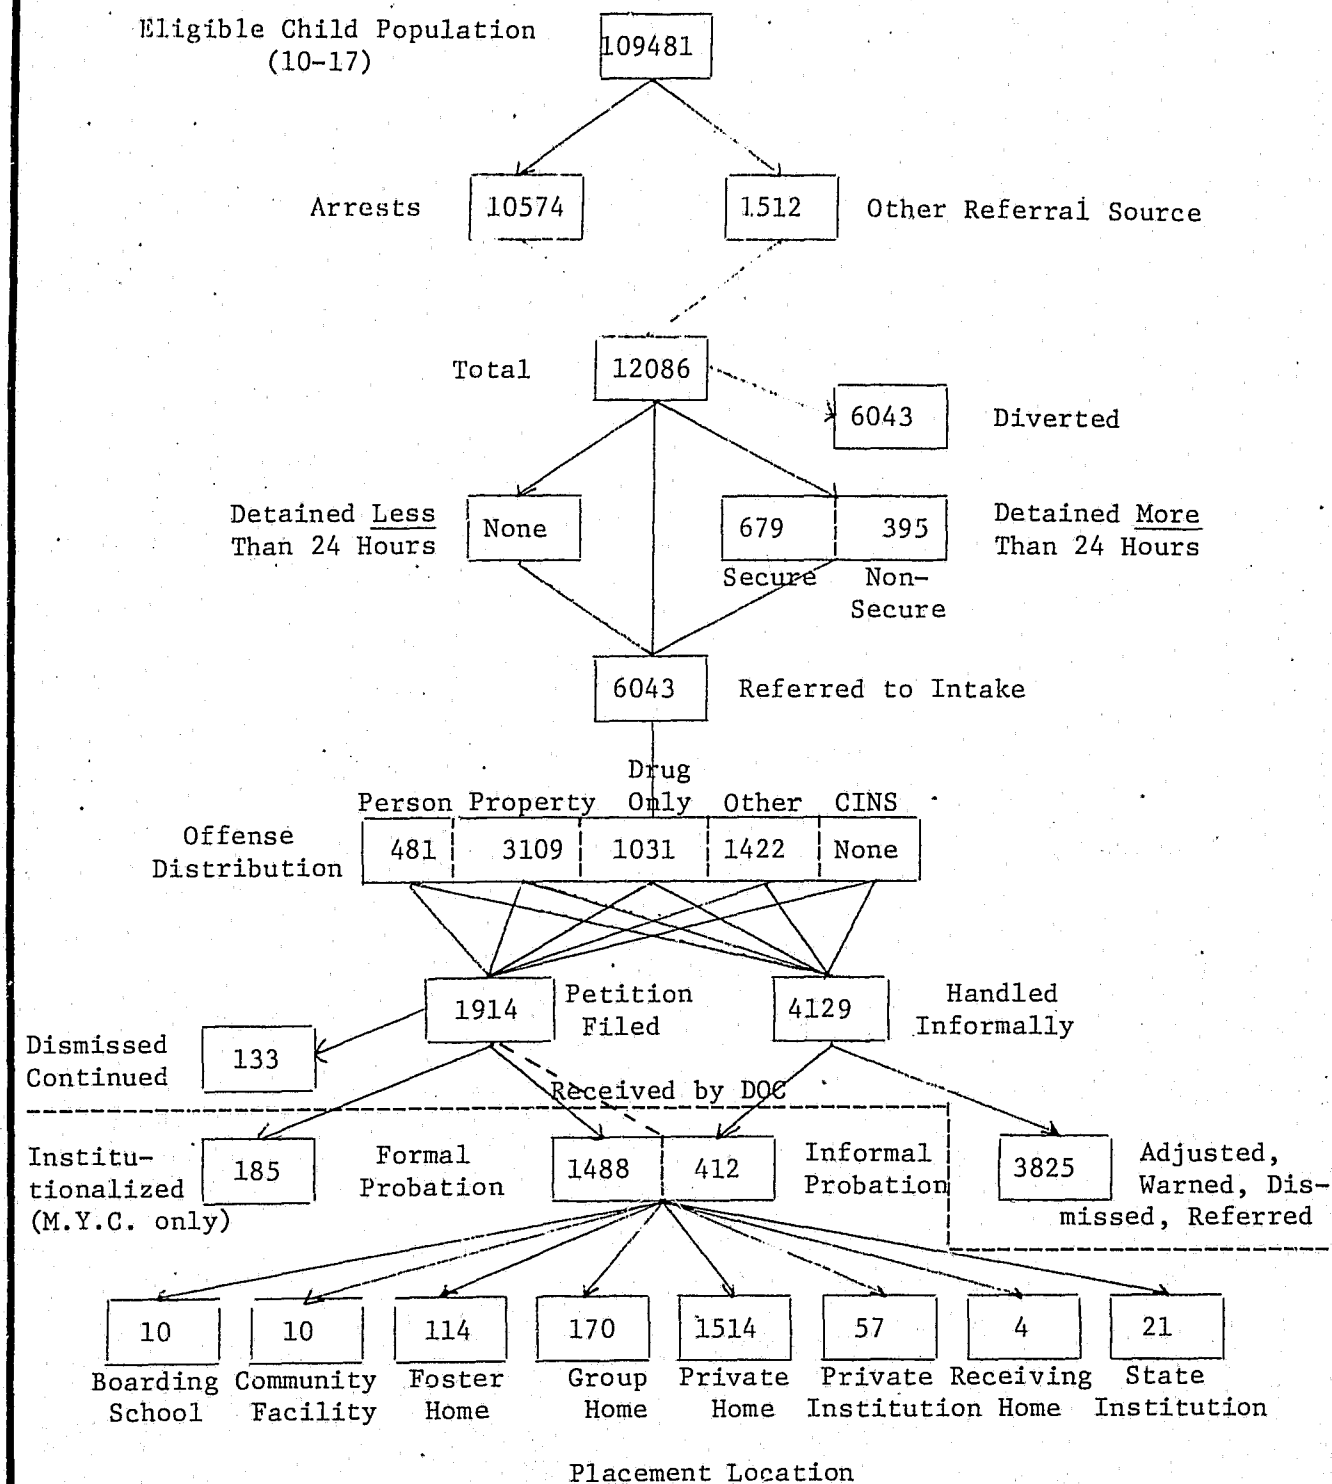 Eligible Child Population
(10-17)
109481
Arrests
10574
1512
Other Referral Source
Total
12086
6043
Diverted
Detained Less
Than 24 Hours
None
679
395
Detained More
Than 24 Hours
Secure
Non-
Secure
6043
Referred to Intake
Drug
Person Property Only Other CINS
Offense
Distribution
481 3109 1031 1422 None
1914
Petition
Filed
4129
Handled
Informally
Dismissed
Continued
133
Received by DOC
Institu-
tionalized
(M.Y.C. only)
185
Formal
Probation
1488 412
Informal
Probation
3825
Adjusted,
Warned, Dis-
missed, Referred
10 10 114 170 1514 57 4 21
Boarding Community Foster Group Private Private Receiving State
School Facility Home Home Home Institution Home Institution
Placement Location